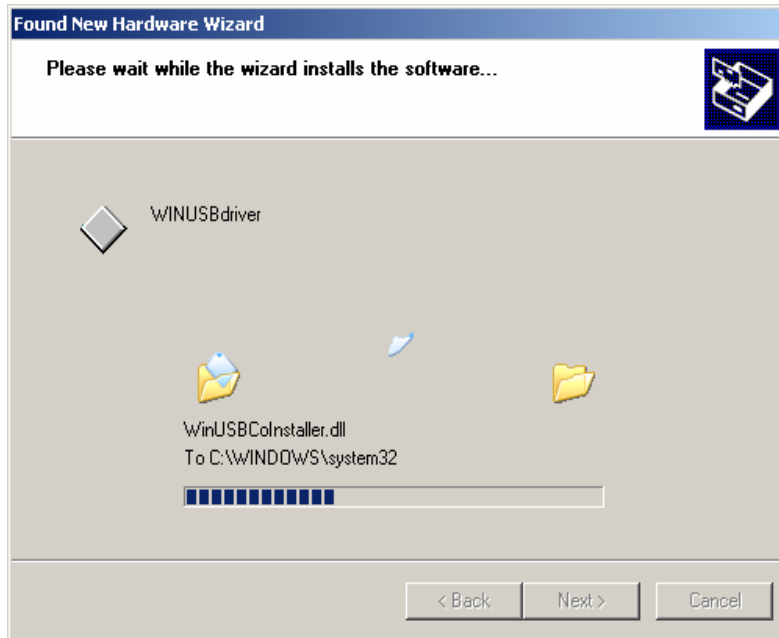 Found New Hardware Wizard
Please wait while the wizard installs the software...
WINUSBdriver
WinUSBCoInstaller.dll
To C:\WINDOWS\system32
< Back
Next >
Cancel